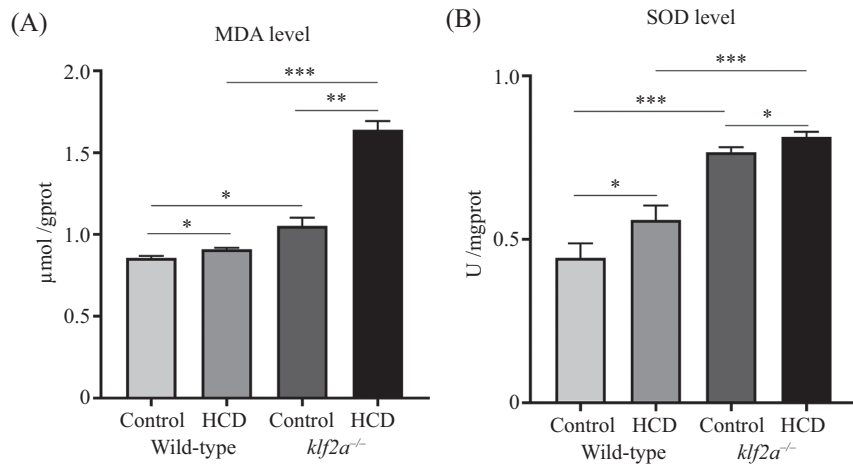 (A)
MDA level
2.0
1.5
1.0
0.5
0
μmol /gprot
***
**
*
*
Control HCD Control HCD
Wild-type klf2a⁻/⁻
(B)
SOD level
1.0
0.5
0
U /mgprot
***
***
*
*
Control HCD Control HCD
Wild-type klf2a⁻/⁻